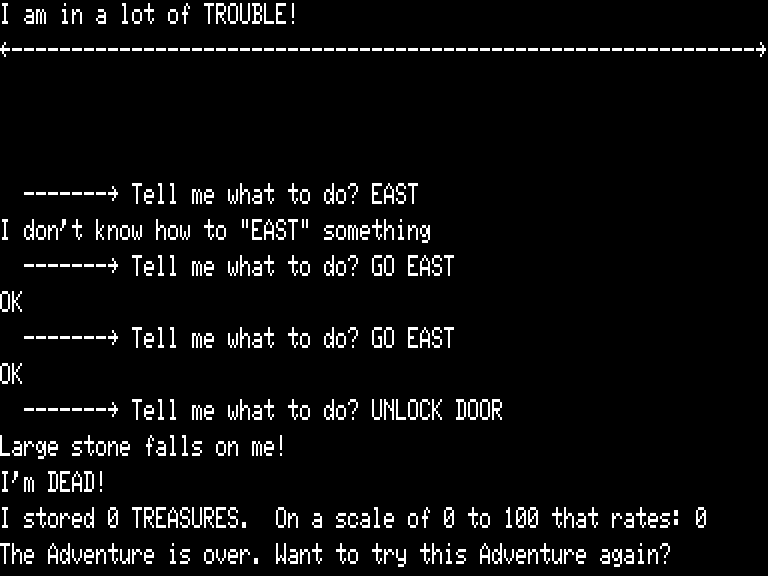 I am in a lot of TROUBLE!
<-------------------------------------------------------------->
-------> Tell me what to do? EAST
I don't know how to "EAST" something
-------> Tell me what to do? GO EAST
OK
-------> Tell me what to do? GO EAST
OK
-------> Tell me what to do? UNLOCK DOOR
Large stone falls on me!
I'm DEAD!
I stored 0 TREASURES.  On a scale of 0 to 100 that rates: 0
The Adventure is over. Want to try this Adventure again?